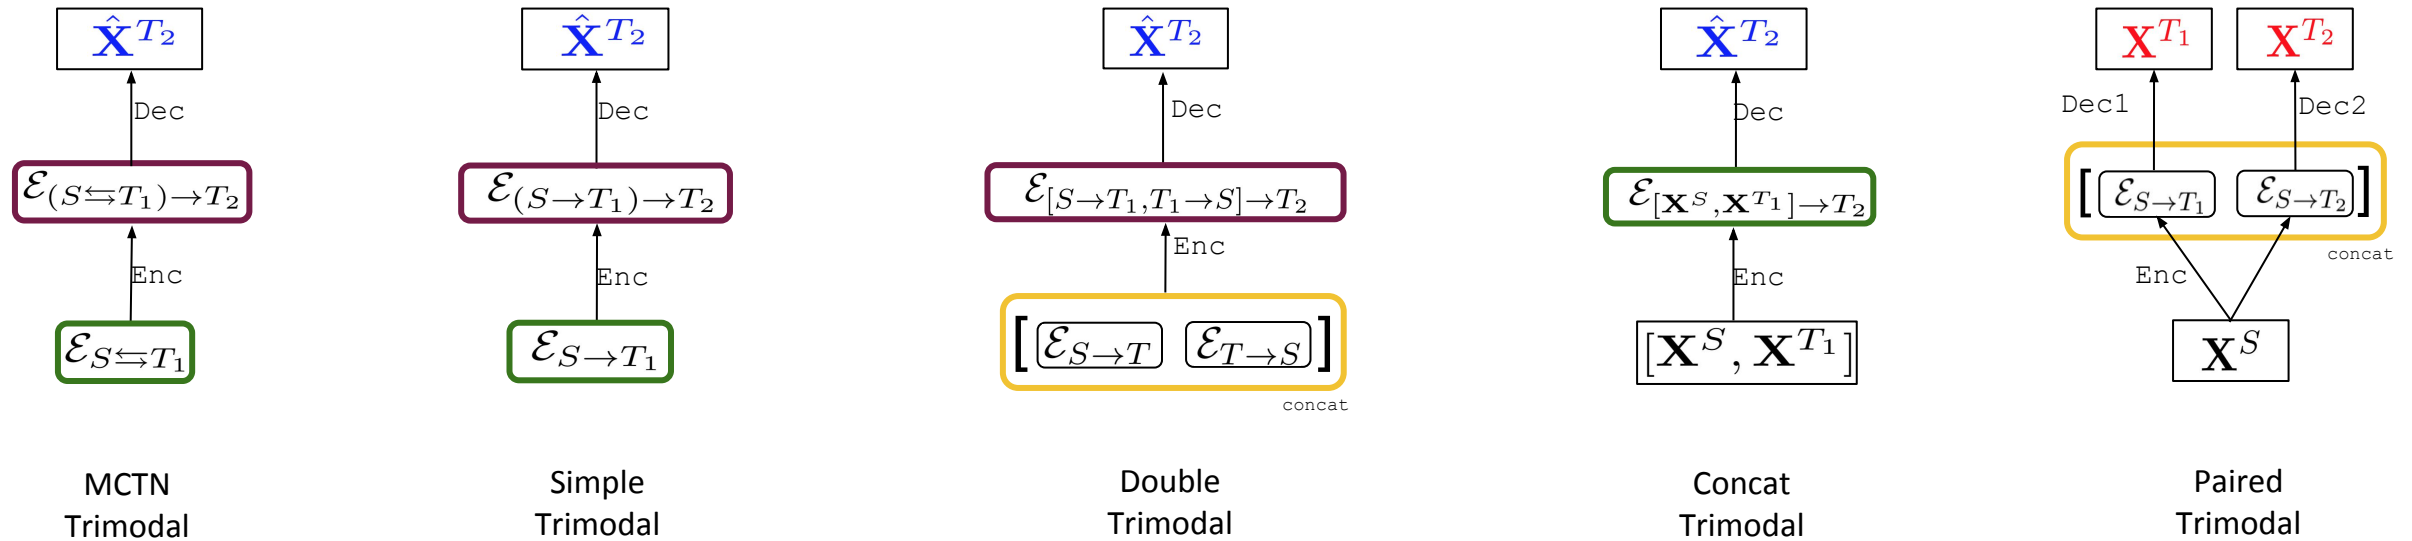 X̂^{T_2}
Dec
ℰ_{(S⇆T_1)→T_2}
Enc
ℰ_{S⇆T_1}
MCTN
Trimodal
X̂^{T_2}
Dec
ℰ_{(S→T_1)→T_2}
Enc
ℰ_{S→T_1}
Simple
Trimodal
X̂^{T_2}
Dec
ℰ_{[S→T_1,T_1→S]→T_2}
Enc
[ℰ_{S→T} ℰ_{T→S}]
concat
Double
Trimodal
X̂^{T_2}
Dec
ℰ_{[X^S,X^{T_1}]→T_2}
Enc
[X^S, X^{T_1}]
Concat
Trimodal
X^{T_1} X^{T_2}
Dec1 Dec2
[ℰ_{S→T_1} ℰ_{S→T_2}]
concat
Enc
X^S
Paired
Trimodal